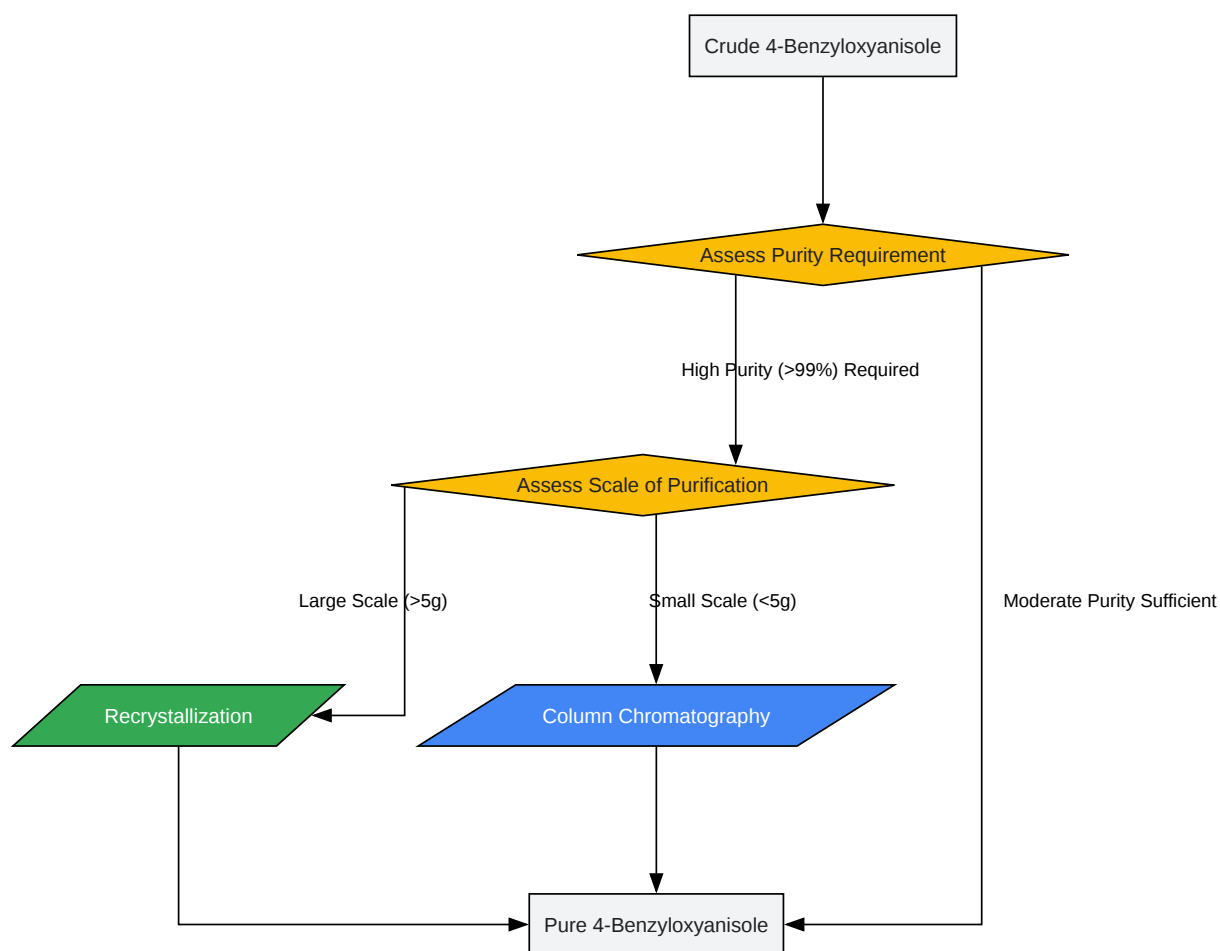 Crude 4-Benzyloxyanisole
Assess Purity Requirement
High Purity (>99%) Required
Assess Scale of Purification
Large Scale (>5g)
Small Scale (<5g)
Moderate Purity Sufficient
Recrystallization
Column Chromatography
Pure 4-Benzyloxyanisole